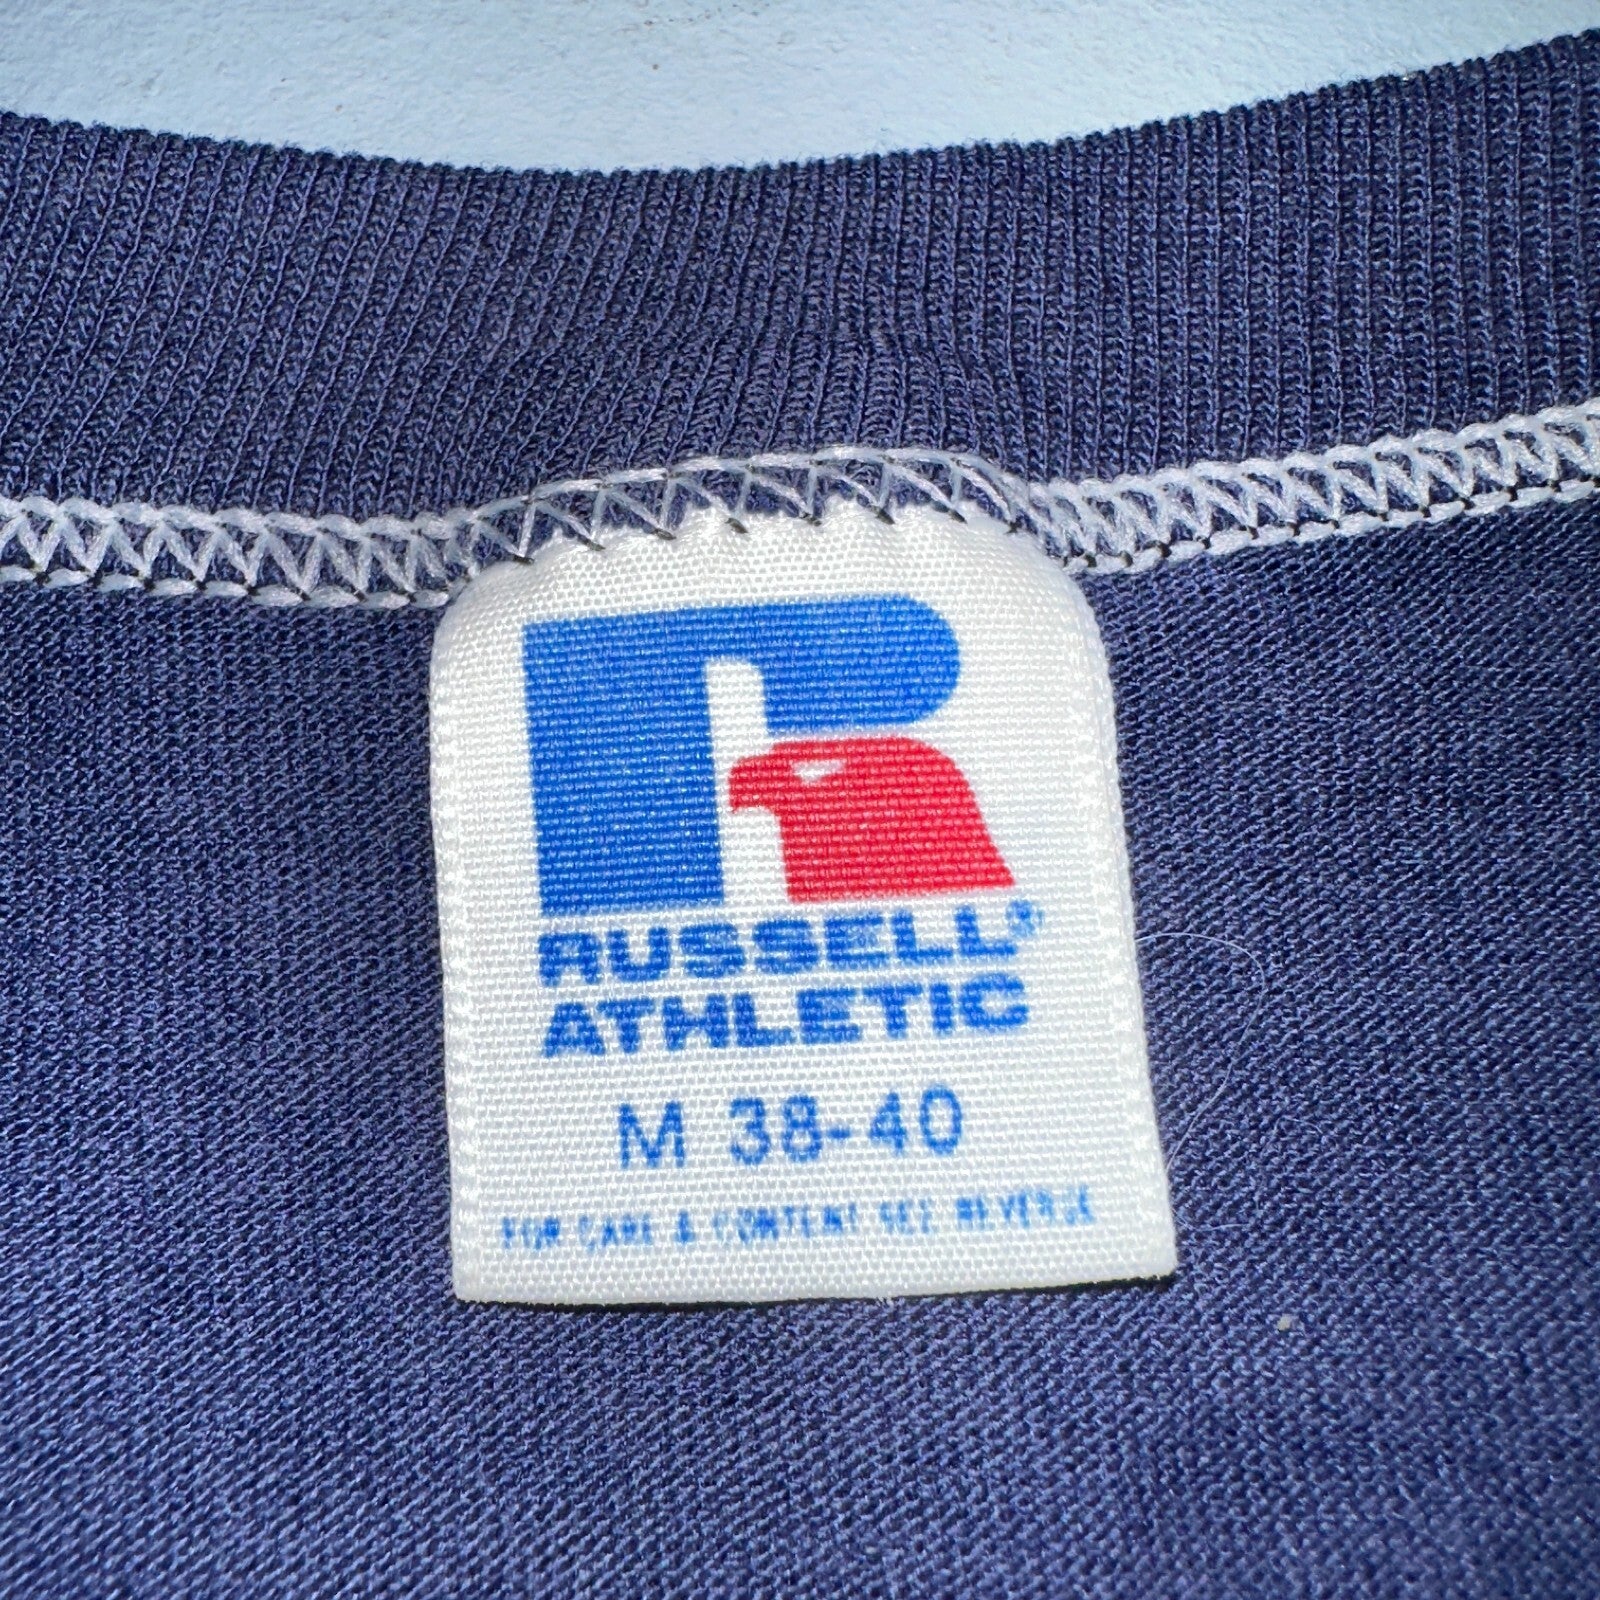 RUSSELL®
ATHLETIC
M 38-40
FOR CARE & CONTENT SEE REVERSE